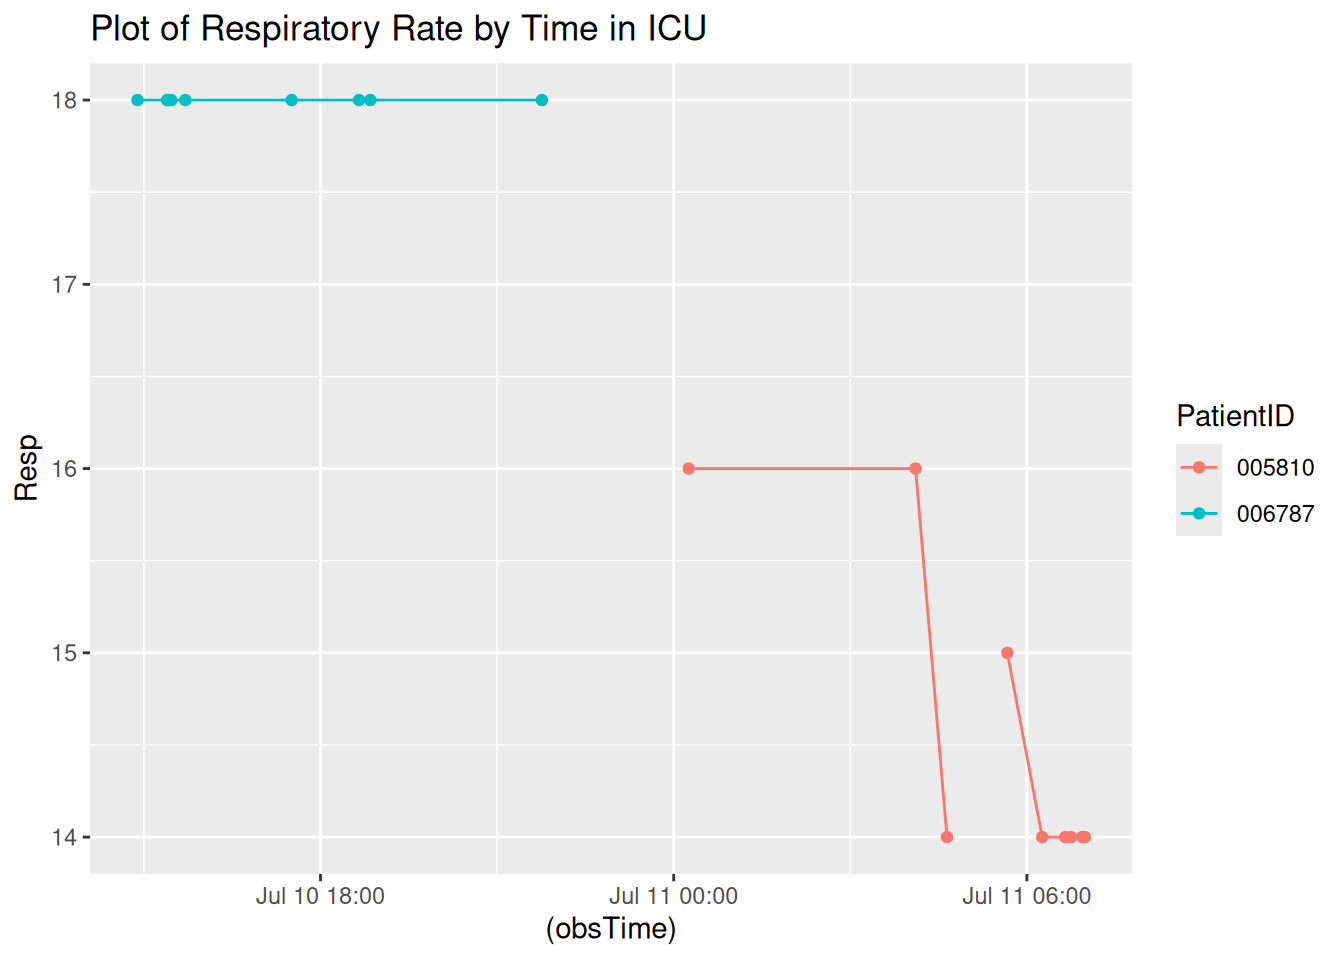 Plot of Respiratory Rate by Time in ICU
18
17
16
15
14
Resp
Jul 10 18:00
Jul 11 00:00
Jul 11 06:00
(obsTime)
PatientID
005810
006787